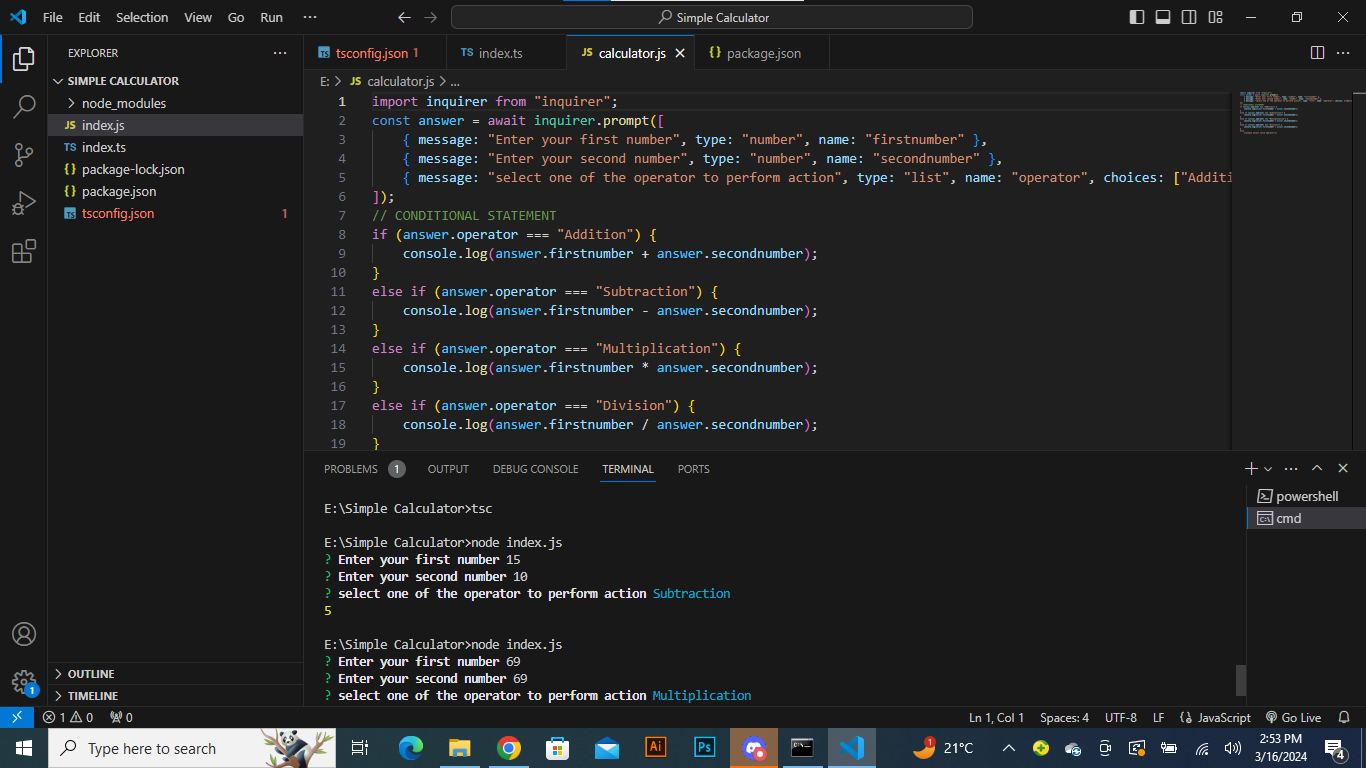 File Edit Selection View Go Run ··· Simple Calculator
EXPLORER ···
SIMPLE CALCULATOR
node_modules
JS index.js
TS index.ts
{} package-lock.json
{} package.json
TS tsconfig.json 1
OUTLINE
TIMELINE
TS tsconfig.json 1 TS index.ts JS calculator.js {} package.json ···
E: > JS calculator.js > ...
1 import inquirer from "inquirer";
2 const answer = await inquirer.prompt([
3 { message: "Enter your first number", type: "number", name: "firstnumber" },
4 { message: "Enter your second number", type: "number", name: "secondnumber" },
5 { message: "select one of the operator to perform action", type: "list", name: "operator", choices: ["Additi
6 ]);
7 // CONDITIONAL STATEMENT
8 if (answer.operator === "Addition") {
9 console.log(answer.firstnumber + answer.secondnumber);
10 }
11 else if (answer.operator === "Subtraction") {
12 console.log(answer.firstnumber - answer.secondnumber);
13 }
14 else if (answer.operator === "Multiplication") {
15 console.log(answer.firstnumber * answer.secondnumber);
16 }
17 else if (answer.operator === "Division") {
18 console.log(answer.firstnumber / answer.secondnumber);
19 }
PROBLEMS 1 OUTPUT DEBUG CONSOLE TERMINAL PORTS
powershell
cmd
E:\Simple Calculator>tsc
E:\Simple Calculator>node index.js
? Enter your first number 15
? Enter your second number 10
? select one of the operator to perform action Subtraction
5
E:\Simple Calculator>node index.js
? Enter your first number 69
? Enter your second number 69
? select one of the operator to perform action Multiplication
1
1 0 0 Ln 1, Col 1 Spaces: 4 UTF-8 LF {} JavaScript Go Live
Type here to search Ai Ps 21°C 2:53 PM
3/16/2024 4